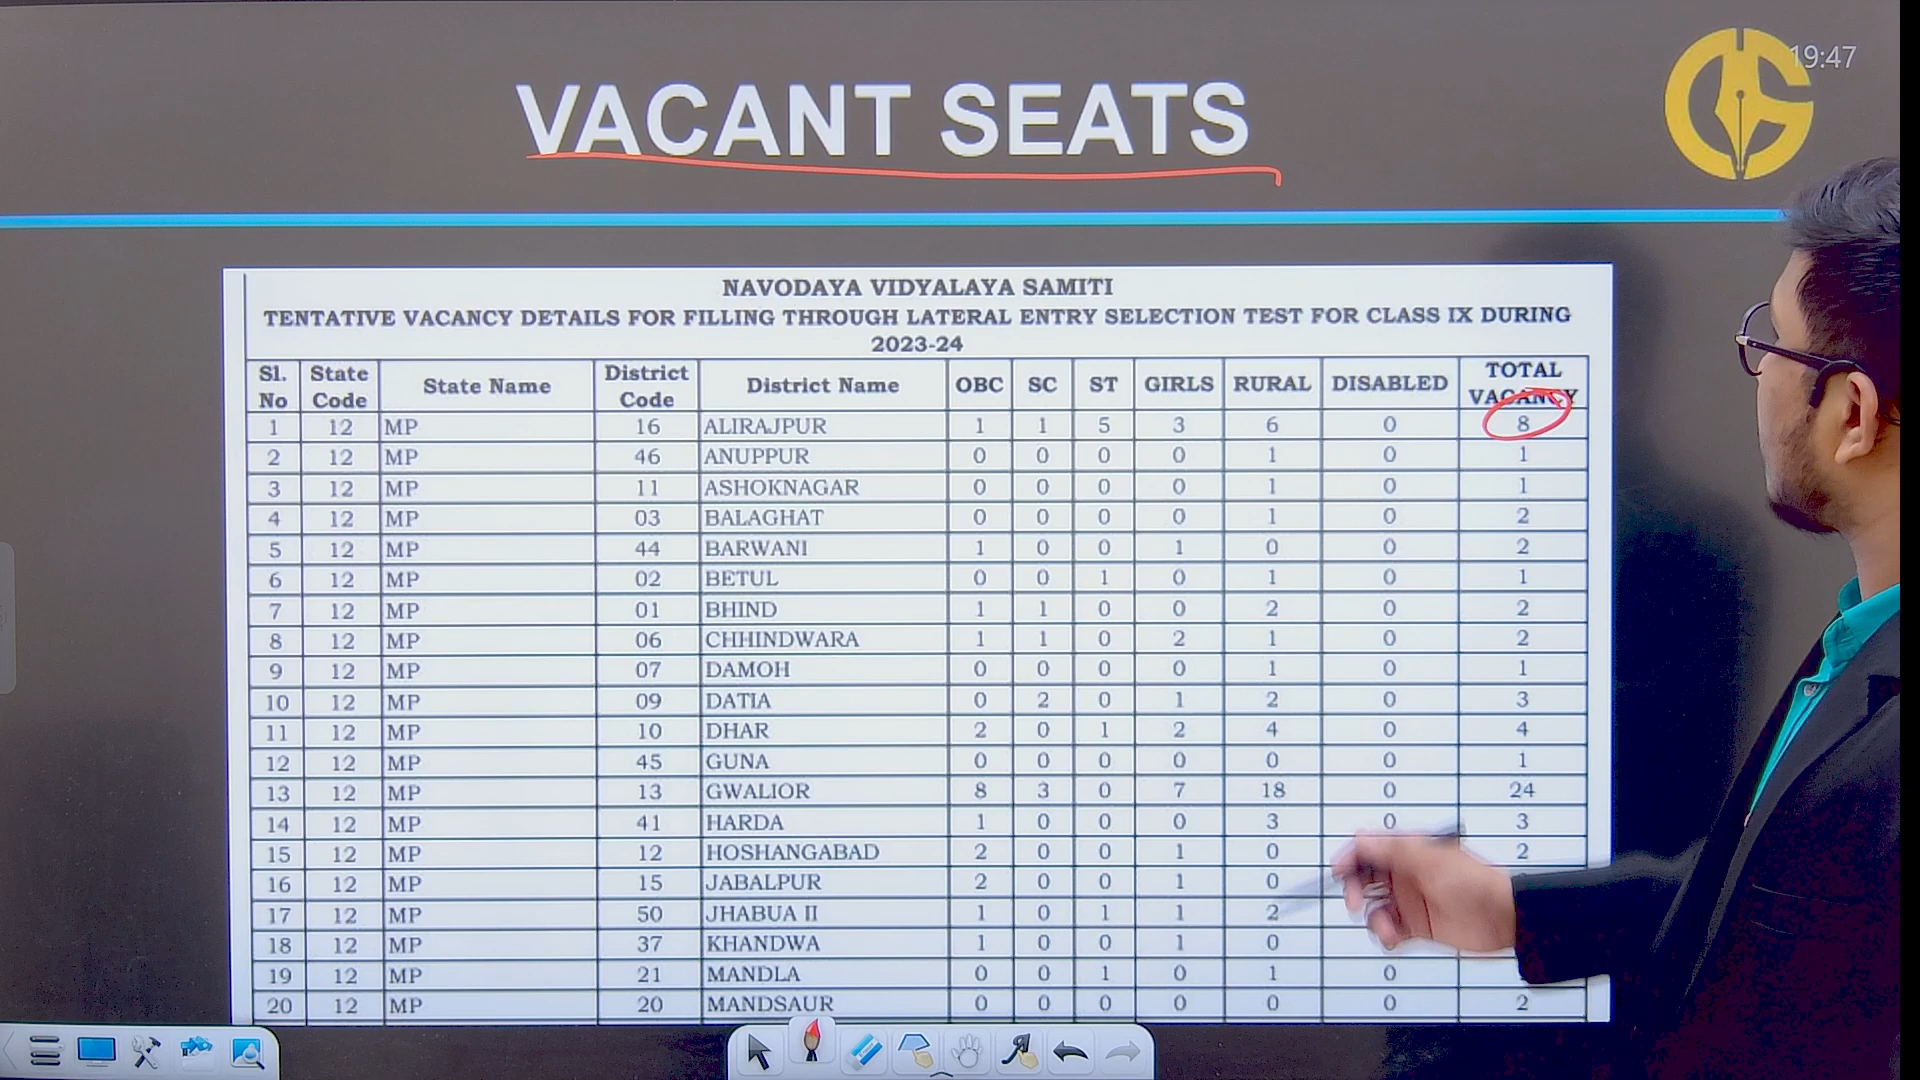 19:47
VACANT SEATS
NAVODAYA VIDYALAYA SAMITI
TENTATIVE VACANCY DETAILS FOR FILLING THROUGH LATERAL ENTRY SELECTION TEST FOR CLASS IX DURING
2023-24
Sl. No State Code State Name District Code District Name OBC SC ST GIRLS RURAL DISABLED TOTAL VACANCY
1 12 MP 16 ALIRAJPUR 1 1 5 3 6 0 8
2 12 MP 46 ANUPPUR 0 0 0 0 1 0 1
3 12 MP 11 ASHOKNAGAR 0 0 0 0 1 0 1
4 12 MP 03 BALAGHAT 0 0 0 0 1 0 2
5 12 MP 44 BARWANI 1 0 0 1 0 0 2
6 12 MP 02 BETUL 0 0 1 0 1 0 1
7 12 MP 01 BHIND 1 1 0 0 2 0 2
8 12 MP 06 CHHINDWARA 1 1 0 2 1 0 2
9 12 MP 07 DAMOH 0 0 0 0 1 0 1
10 12 MP 09 DATIA 0 2 0 1 2 0 3
11 12 MP 10 DHAR 2 0 1 2 4 0 4
12 12 MP 45 GUNA 0 0 0 0 0 0 1
13 12 MP 13 GWALIOR 8 3 0 7 18 0 24
14 12 MP 41 HARDA 1 0 0 0 3 0 3
15 12 MP 12 HOSHANGABAD 2 0 0 1 0 2
16 12 MP 15 JABALPUR 2 0 0 1 0
17 12 MP 50 JHABUA II 1 0 1 1 2
18 12 MP 37 KHANDWA 1 0 0 1 0
19 12 MP 21 MANDLA 0 0 1 0 1 0
20 12 MP 20 MANDSAUR 0 0 0 0 0 0 2